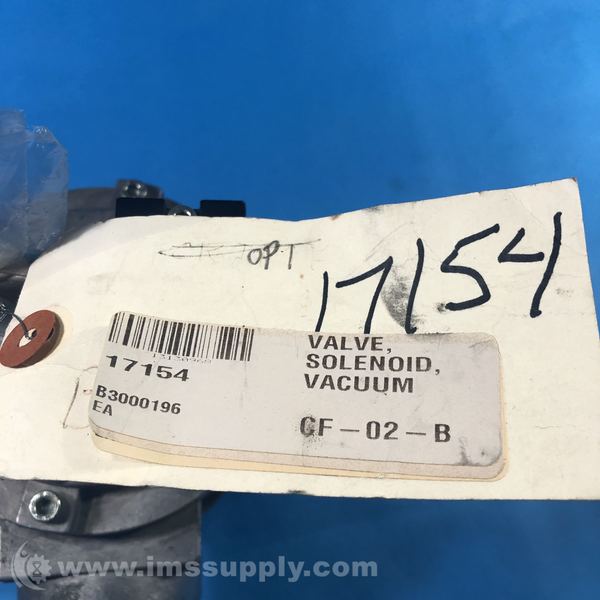 OPT
17154
17154
B3000196
EA
VALVE,
SOLENOID,
VACUUM
CF-02-B
www.imssupply.com